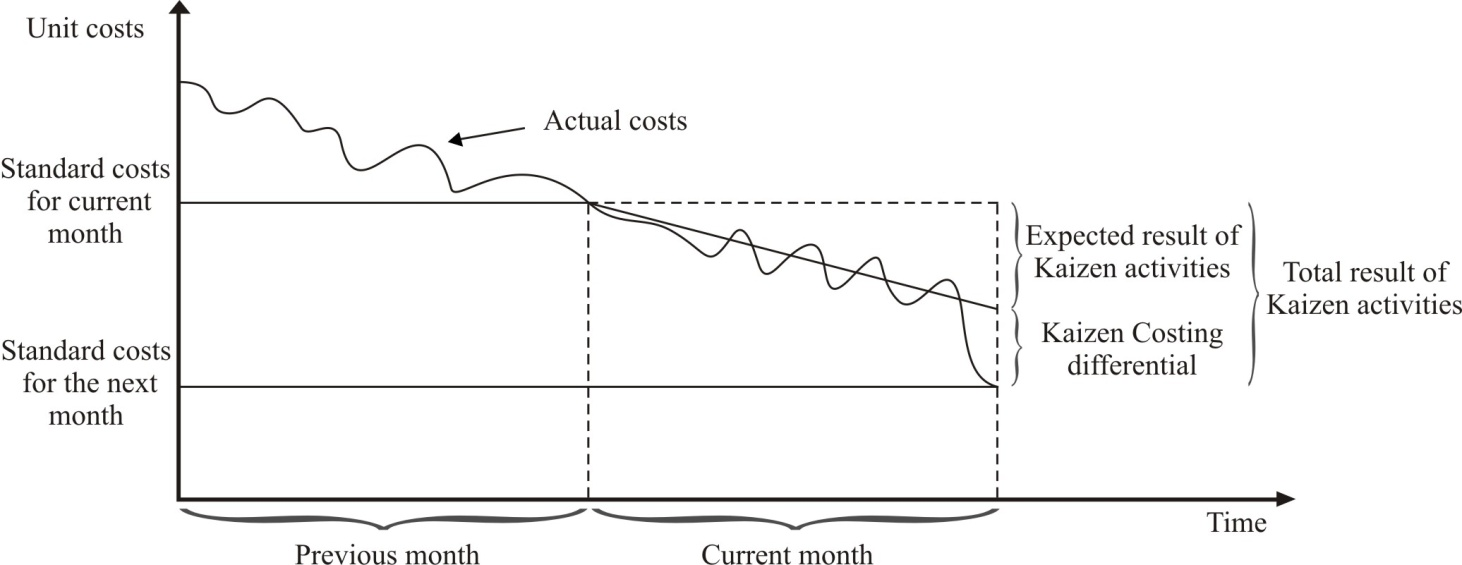 Unit costs
Actual costs
Standard costs
for current
month
Expected result of
Kaizen activities
Total result of
Kaizen activities
Kaizen Costing
differential
Standard costs
for the next
month
Time
Previous month
Current month